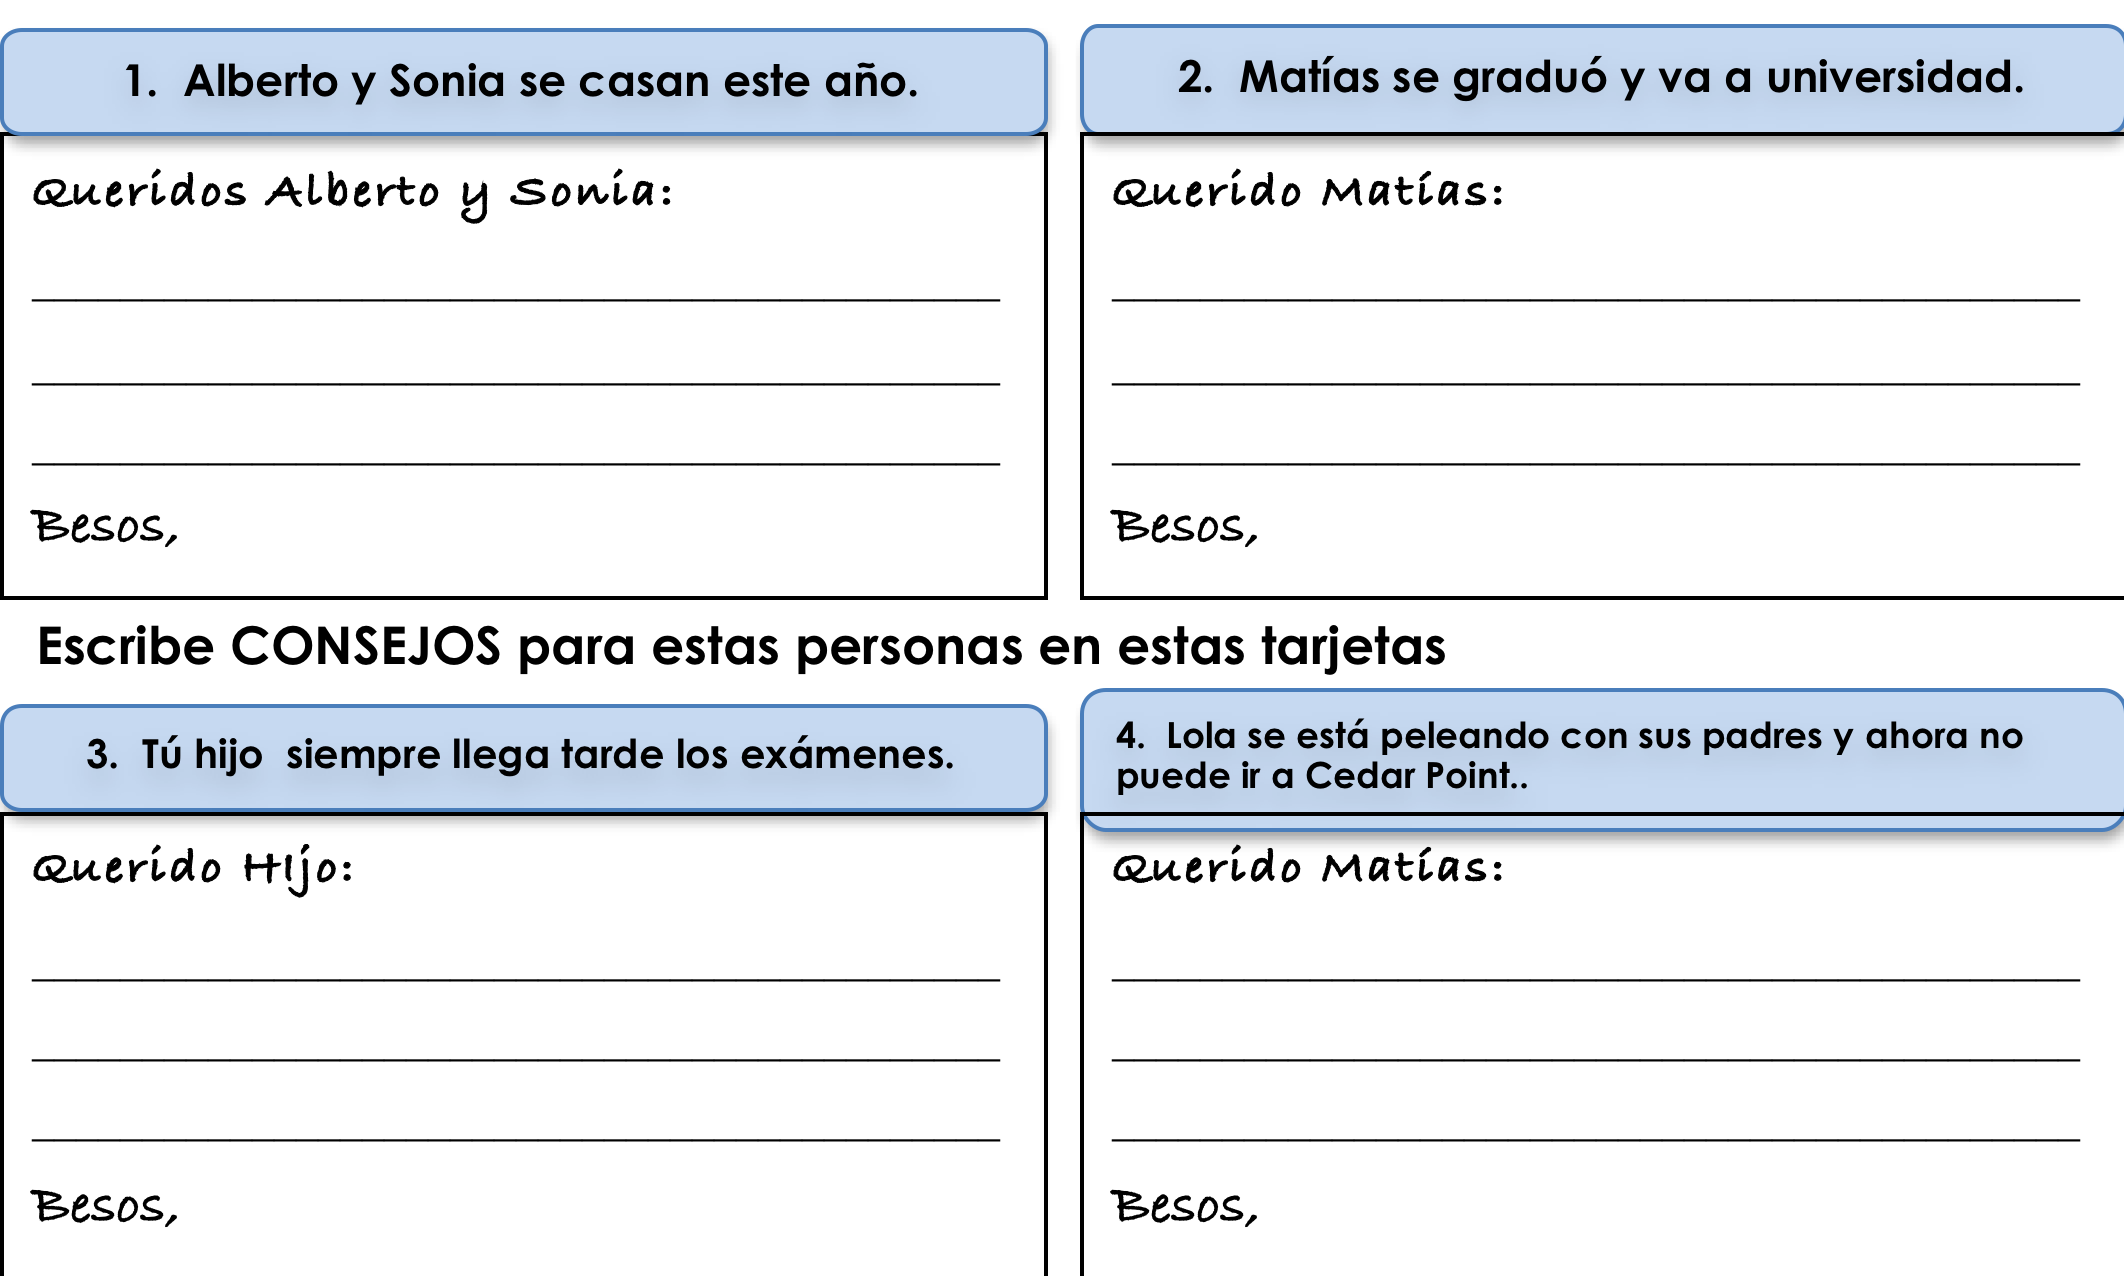 1.  Alberto y Sonia se casan este año.
Queridos Alberto y Sonia:
Besos,
2.  Matías se graduó y va a universidad.
Querido Matías:
Besos,
Escribe CONSEJOS para estas personas en estas tarjetas
3.  Tú hijo  siempre llega tarde los exámenes.
Querido HIjo:
Besos,
4.  Lola se está peleando con sus padres y ahora no
puede ir a Cedar Point..
Querido Matías:
Besos,